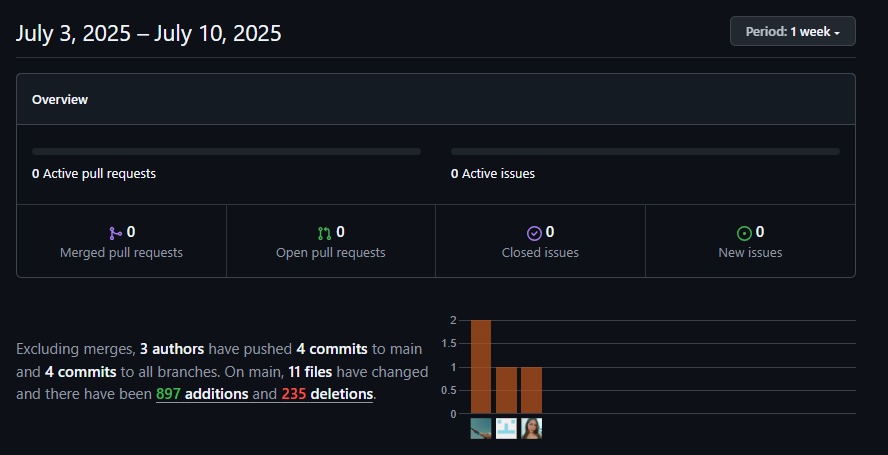 July 3, 2025 – July 10, 2025
Period: 1 week
Overview
0 Active pull requests
0 Active issues
0
Merged pull requests
0
Open pull requests
0
Closed issues
0
New issues
Excluding merges, 3 authors have pushed 4 commits to main
and 4 commits to all branches. On main, 11 files have changed
and there have been 897 additions and 235 deletions.
2
1.5
1
0.5
0